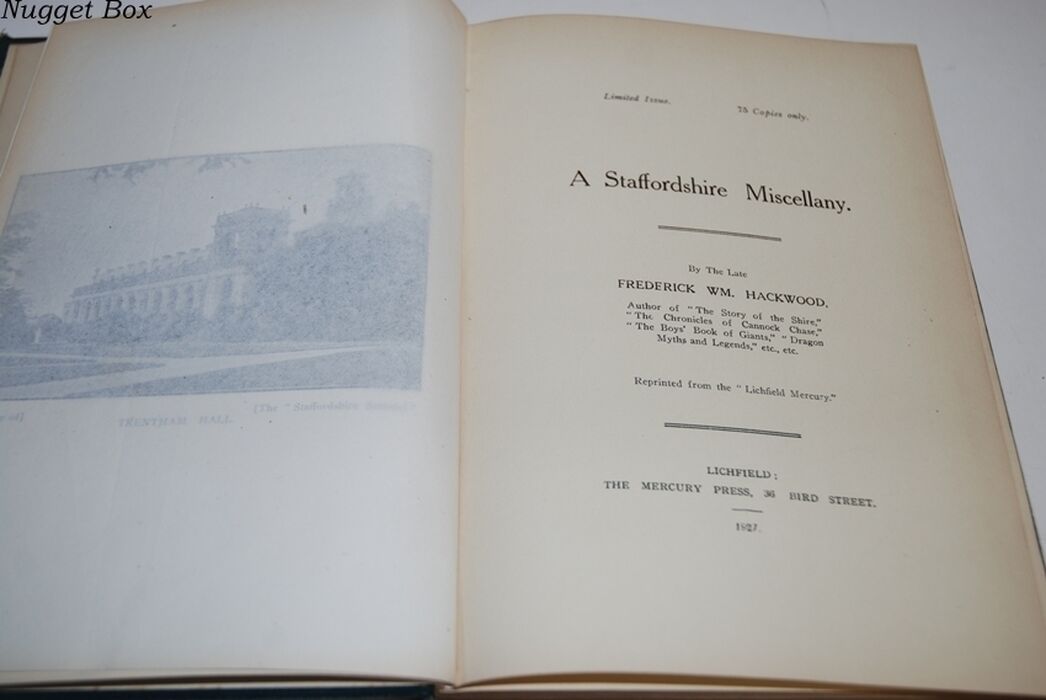 Nugget Box
TRENTHAM HALL.
[The "Staffordshire
Limited Issue. 75 Copies only.
A Staffordshire Miscellany.
By The Late
FREDERICK WM. HACKWOOD,
Author of "The Story of the Shire,"
"The Chronicles of Cannock Chase,"
"The Boys' Book of Giants," "Dragon
Myths and Legends," etc., etc.
Reprinted from the "Lichfield Mercury."
LICHFIELD:
THE MERCURY PRESS, 36 BIRD STREET.